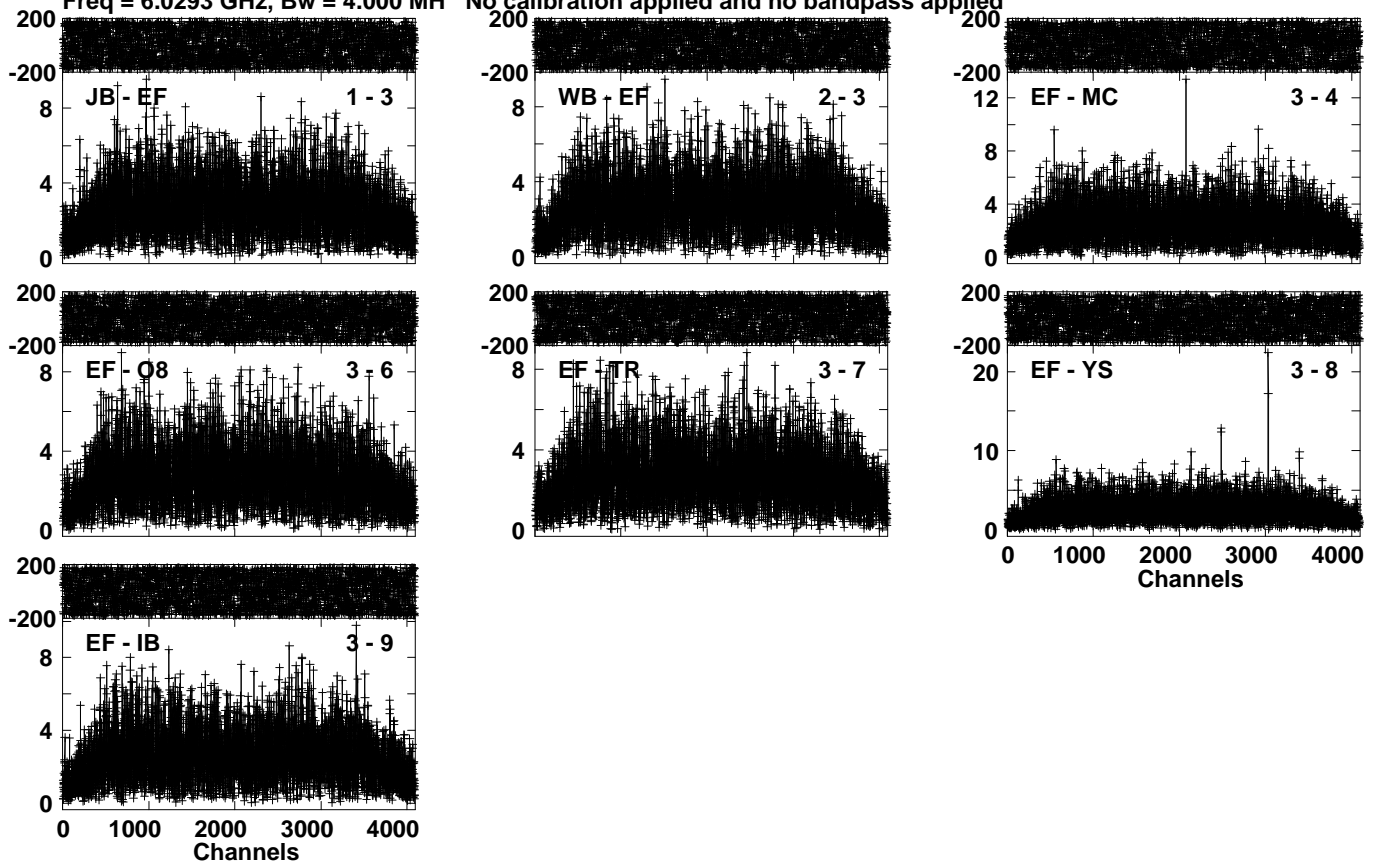 Freq = 6.0293 GHz, Bw = 4.000 MH No calibration applied and no bandpass applied
200 200 200
-200 -200 -200
JB - EF 1 - 3 WB - EF 2 - 3 EF - MC 3 - 4
8 8 12
4 4 8
0 0 4
0
200 200 200
-200 -200 -200
EF - O8 3 - 6 EF - TR 3 - 7 EF - YS 3 - 8
8 8 20
4 4 10
0 0 0
0 1000 2000 3000 4000
Channels
200
-200
EF - IB 3 - 9
8
4
0
0 1000 2000 3000 4000
Channels